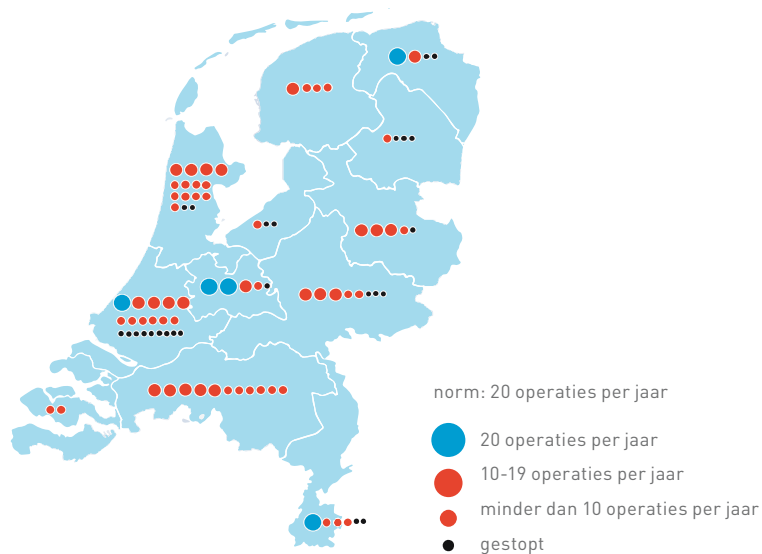 norm: 20 operaties per jaar
20 operaties per jaar
10-19 operaties per jaar
minder dan 10 operaties per jaar
gestopt